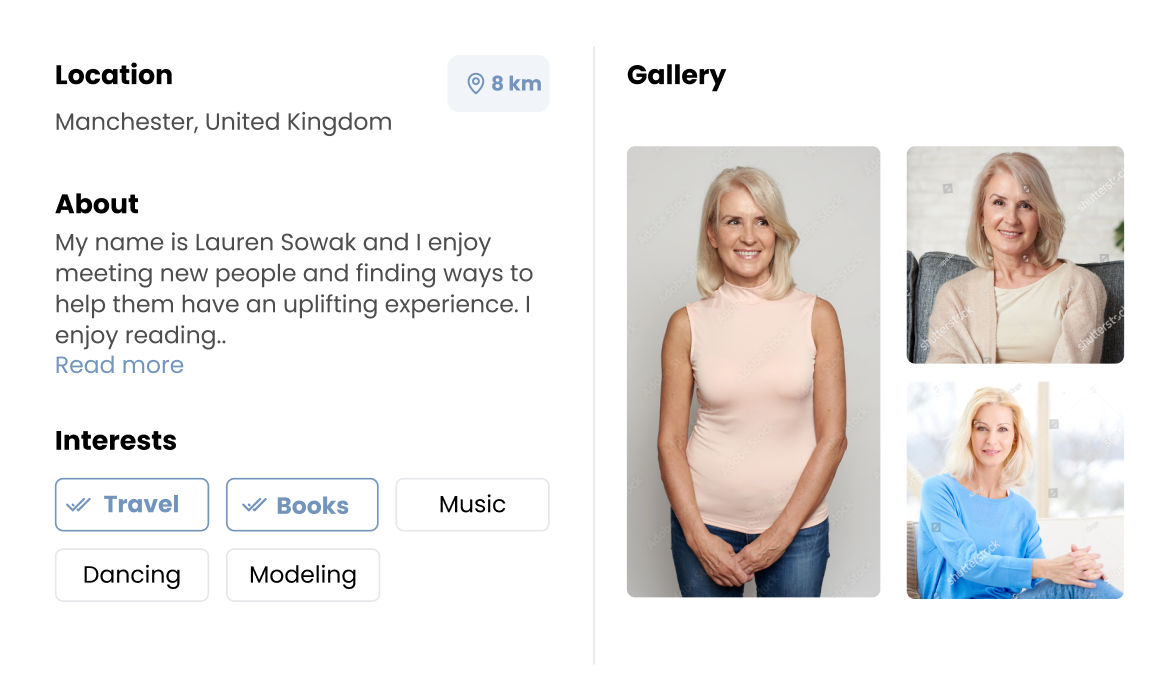 Location
8 km
Manchester, United Kingdom
About
My name is Lauren Sowak and I enjoy
meeting new people and finding ways to
help them have an uplifting experience. I
enjoy reading..
Read more
Interests
Travel
Books
Music
Dancing
Modeling
Gallery
shutterstock
shutterstock
shutterstock
shutterstock